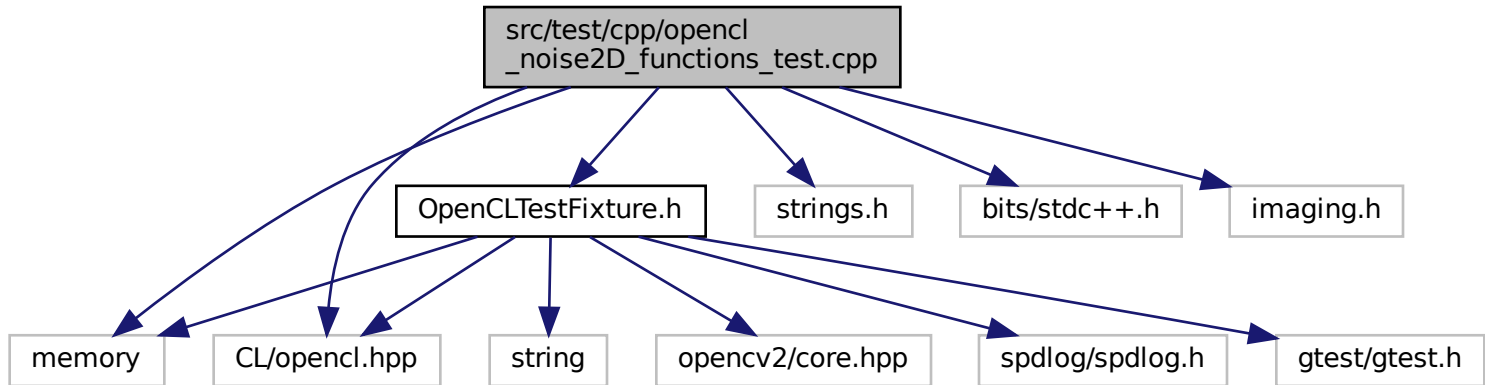 src/test/cpp/opencl
_noise2D_functions_test.cpp
OpenCLTestFixture.h
strings.h
bits/stdc++.h
imaging.h
memory
CL/opencl.hpp
string
opencv2/core.hpp
spdlog/spdlog.h
gtest/gtest.h